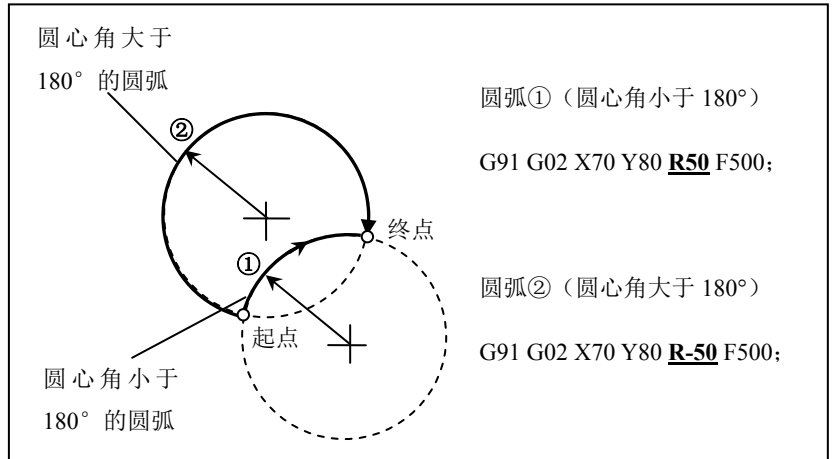 圆心角大于
180°的圆弧
②
圆弧①（圆心角小于 180°）
G91 G02 X70 Y80 R50 F500；
终点
①
圆弧②（圆心角大于 180°）
起点
G91 G02 X70 Y80 R-50 F500；
圆心角小于
180°的圆弧